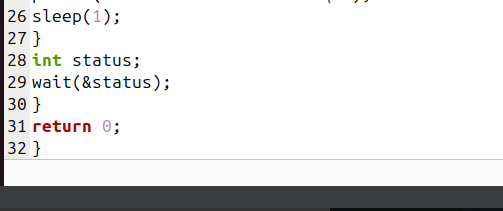 26 sleep(1);
27 }
28 int status;
29 wait(&status);
30 }
31 return 0;
32 }